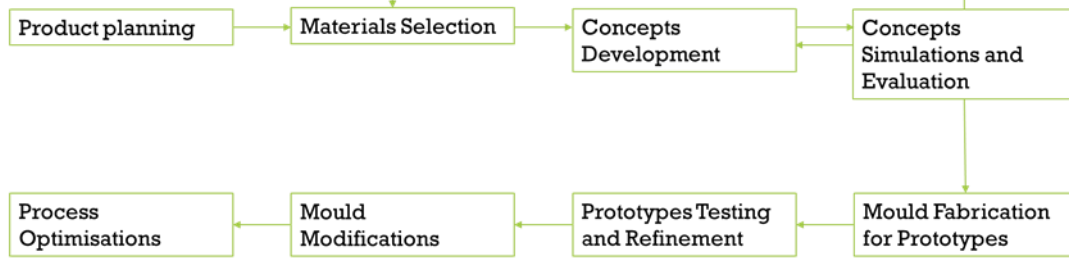 Product planning
Materials Selection
Concepts
Development
Concepts
Simulations and
Evaluation
Process
Optimisations
Mould
Modifications
Prototypes Testing
and Refinement
Mould Fabrication
for Prototypes